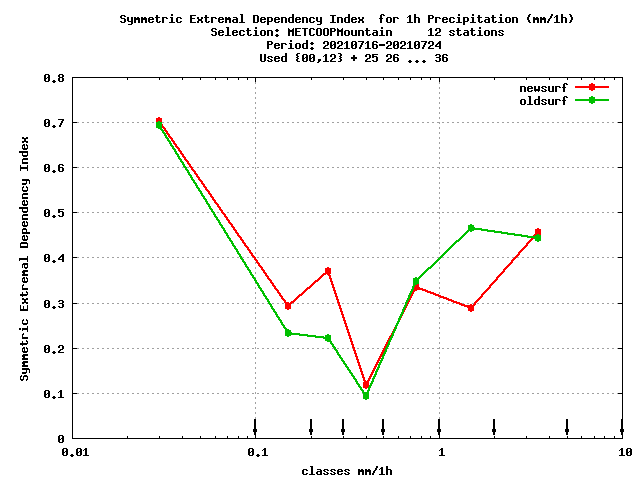 Symmetric Extremal Dependency Index  for 1h Precipitation (mm/1h)
Selection: METCOOPMountain     12 stations
Period: 20210716-20210724
Used {00,12} + 25 26 ... 36
newsurf
oldsurf
Symmetric Extremal Dependency Index
0.8
0.7
0.6
0.5
0.4
0.3
0.2
0.1
0
0.01 0.1 1 10
classes mm/1h